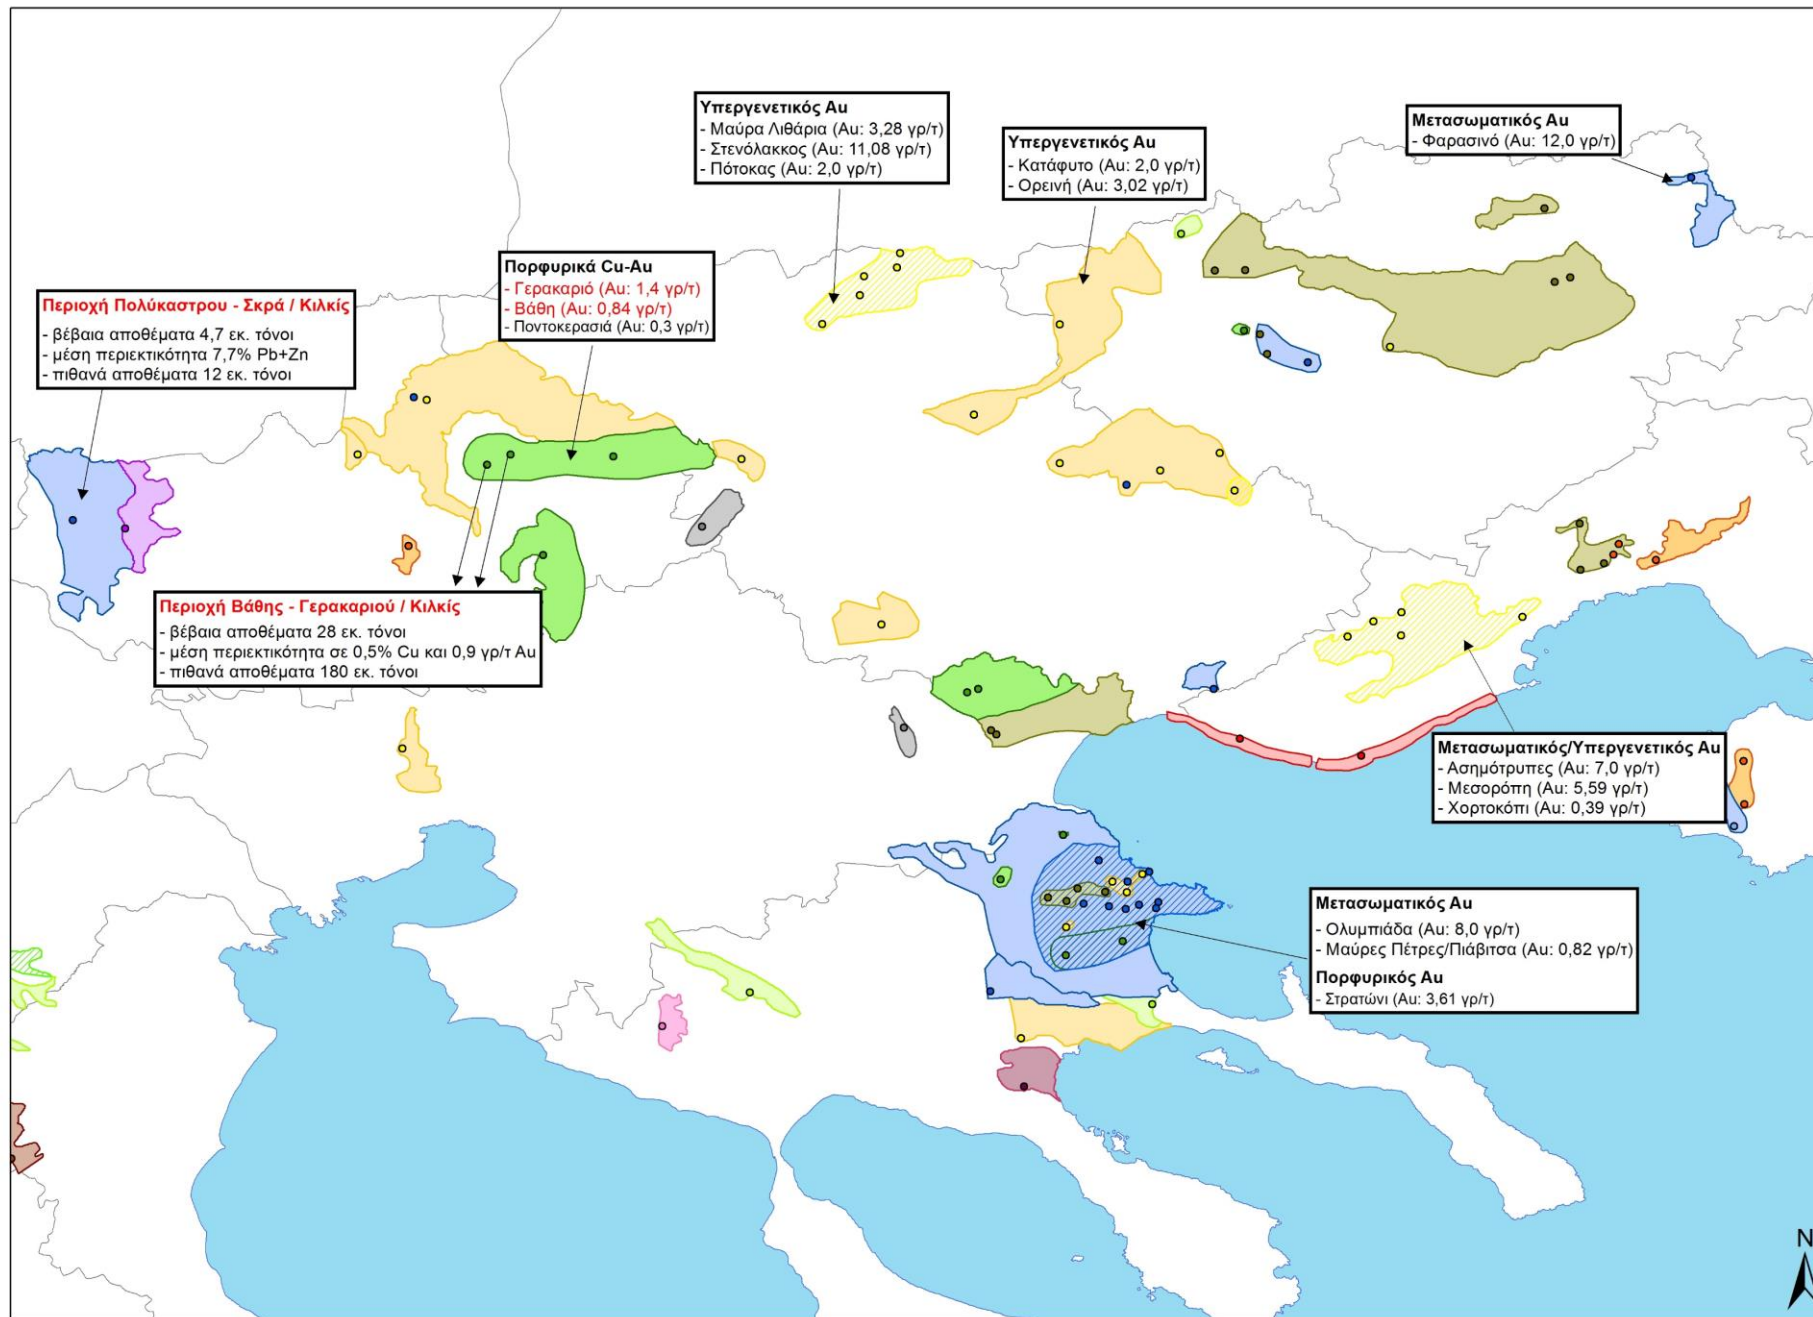 Υπεργενετικός Au
- Μαύρα Λιθάρια (Au: 3,28 γρ/τ)
- Στενόλακκος (Au: 11,08 γρ/τ)
- Πότοκας (Au: 2,0 γρ/τ)
Υπεργενετικός Au
- Κατάφυτο (Au: 2,0 γρ/τ)
- Ορεινή (Au: 3,02 γρ/τ)
Μετασωματικός Au
- Φαρασινό (Au: 12,0 γρ/τ)
Πορφυρικά Cu-Au
- Γερακαριό (Au: 1,4 γρ/τ)
- Βάθη (Au: 0,84 γρ/τ)
- Ποντοκερασιά (Au: 0,3 γρ/τ)
Περιοχή Πολύκαστρου - Σκρά / Κιλκίς
- βέβαια αποθέματα 4,7 εκ. τόνοι
- μέση περιεκτικότητα 7,7% Pb+Zn
- πιθανά αποθέματα 12 εκ. τόνοι
Περιοχή Βάθης - Γερακαριού / Κιλκίς
- βέβαια αποθέματα 28 εκ. τόνοι
- μέση περιεκτικότητα σε 0,5% Cu και 0,9 γρ/τ Au
- πιθανά αποθέματα 180 εκ. τόνοι
Μετασωματικός/Υπεργενετικός Au
- Ασημότρυπες (Au: 7,0 γρ/τ)
- Μεσορόπη (Au: 5,59 γρ/τ)
- Χορτοκόπι (Au: 0,39 γρ/τ)
Μετασωματικός Au
- Ολυμπιάδα (Au: 8,0 γρ/τ)
- Μαύρες Πέτρες/Πιάβιτσα (Au: 0,82 γρ/τ)
Πορφυρικός Au
- Στρατώνι (Au: 3,61 γρ/τ)
N